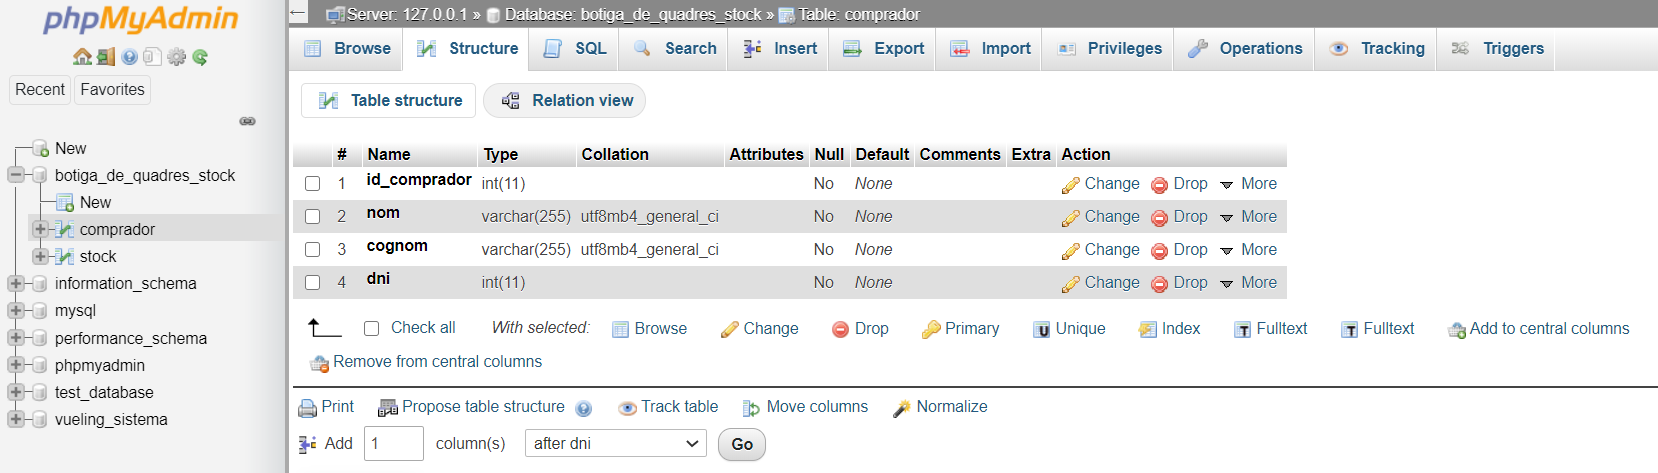 phpMyAdmin
Recent Favorites
New
botiga_de_quadres_stock
New
comprador
stock
information_schema
mysql
performance_schema
phpmyadmin
test_database
vueling_sistema
Server: 127.0.0.1 » Database: botiga_de_quadres_stock » Table: comprador
Browse Structure SQL Search Insert Export Import Privileges Operations Tracking Triggers
Table structure Relation view
# Name Type Collation Attributes Null Default Comments Extra Action
1 id_comprador int(11) No None Change Drop More
2 nom varchar(255) utf8mb4_general_ci No None Change Drop More
3 cognom varchar(255) utf8mb4_general_ci No None Change Drop More
4 dni int(11) No None Change Drop More
Check all With selected: Browse Change Drop Primary Unique Index Fulltext Fulltext Add to central columns
Remove from central columns
Print Propose table structure Track table Move columns Normalize
Add 1 column(s) after dni Go